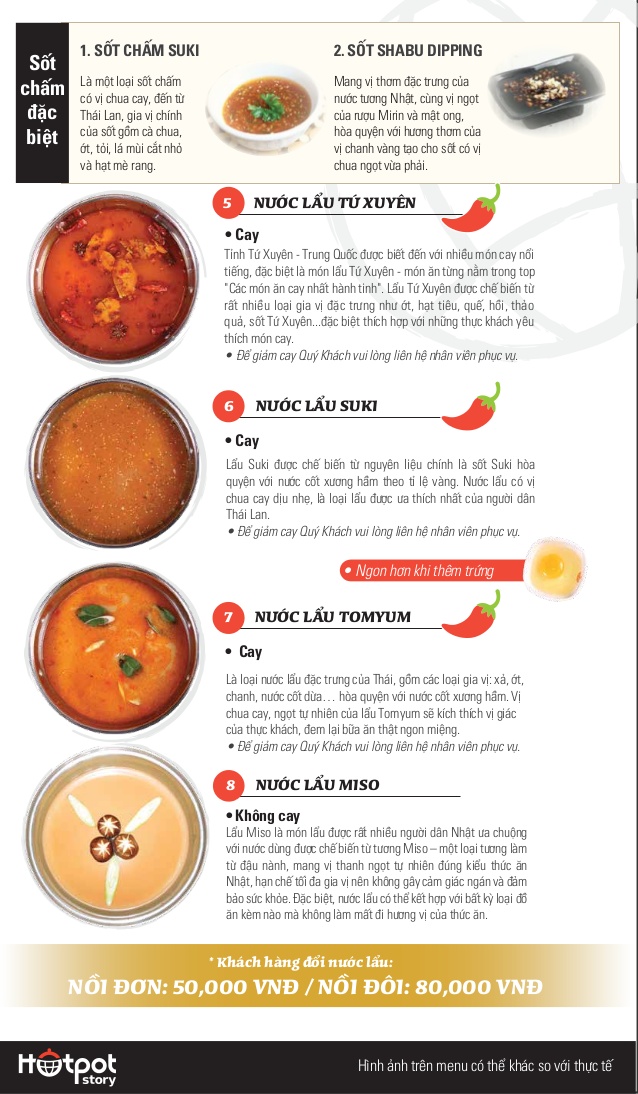 Sốt
chấm
đặc
biệt
1. SỐT CHẤM SUKI
Là một loại sốt chấm
có vị chua cay, đến từ
Thái Lan, gia vị chính
của sốt gồm cà chua,
ớt, tỏi, lá mùi cắt nhỏ
và hạt mè rang.
2. SỐT SHABU DIPPING
Mang vị thơm đặc trưng của
nước tương Nhật, cùng vị ngọt
của rượu Mirin và mật ong,
hòa quyện với hương thơm của
vị chanh vàng tạo cho sốt có vị
chua ngọt vừa phải.
5 NƯỚC LẨU TỨ XUYÊN
• Cay
Tỉnh Tứ Xuyên - Trung Quốc được biết đến với nhiều món cay nổi
tiếng, đặc biệt là món lẩu Tứ Xuyên - món ăn từng nằm trong top
"Các món ăn cay nhất hành tinh". Lẩu Tứ Xuyên được chế biến từ
rất nhiều loại gia vị đặc trưng như ớt, hạt tiêu, quế, hồi, thảo
quả, sốt Tứ Xuyên...đặc biệt thích hợp với những thực khách yêu
thích món cay.
• Để giảm cay Quý Khách vui lòng liên hệ nhân viên phục vụ.
6 NƯỚC LẨU SUKI
• Cay
Lẩu Suki được chế biến từ nguyên liệu chính là sốt Suki hòa
quyện với nước cốt xương hầm theo tỉ lệ vàng. Nước lẩu có vị
chua cay dịu nhẹ, là loại lẩu được ưa thích nhất của người dân
Thái Lan.
• Để giảm cay Quý Khách vui lòng liên hệ nhân viên phục vụ.
• Ngon hơn khi thêm trứng
7 NƯỚC LẨU TOMYUM
• Cay
Là loại nước lẩu đặc trưng của Thái, gồm các loại gia vị: xả, ớt,
chanh, nước cốt dừa… hòa quyện với nước cốt xương hầm. Vị
chua cay, ngọt tự nhiên của lẩu Tomyum sẽ kích thích vị giác
của thực khách, đem lại bữa ăn thật ngon miệng.
• Để giảm cay Quý Khách vui lòng liên hệ nhân viên phục vụ.
8 NƯỚC LẨU MISO
• Không cay
Lẩu Miso là món lẩu được rất nhiều người dân Nhật ưa chuộng
với nước dùng được chế biến từ tương Miso – một loại tương làm
từ đậu nành, mang vị thanh ngọt tự nhiên đúng kiểu thức ăn
Nhật, hạn chế tối đa gia vị nên không gây cảm giác ngán và đảm
bảo sức khỏe. Đặc biệt, nước lẩu có thể kết hợp với bất kỳ loại đồ
ăn kèm nào mà không làm mất đi hương vị của thức ăn.
* Khách hàng đổi nước lẩu:
NỒI ĐƠN: 50,000 VNĐ / NỒI ĐÔI: 80,000 VNĐ
Hotpot
story
Hình ảnh trên menu có thể khác so với thực tế